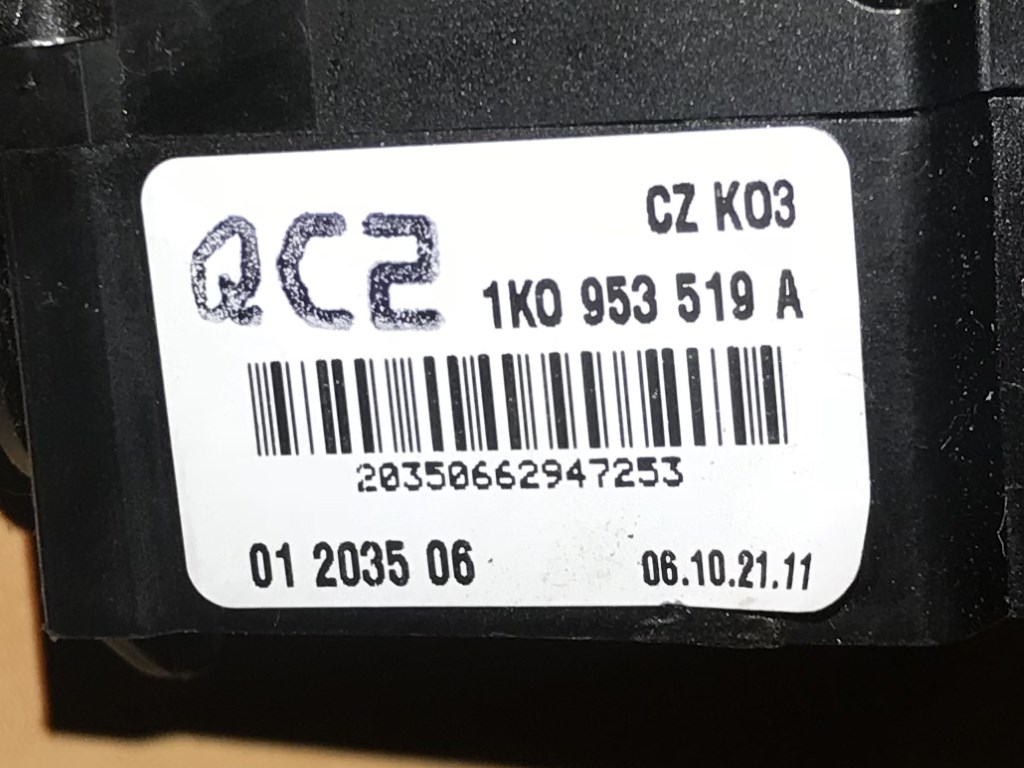 CZ K03
QC2
1K0 953 519 A
20350662947253
01 2035 06
06.10.21.11